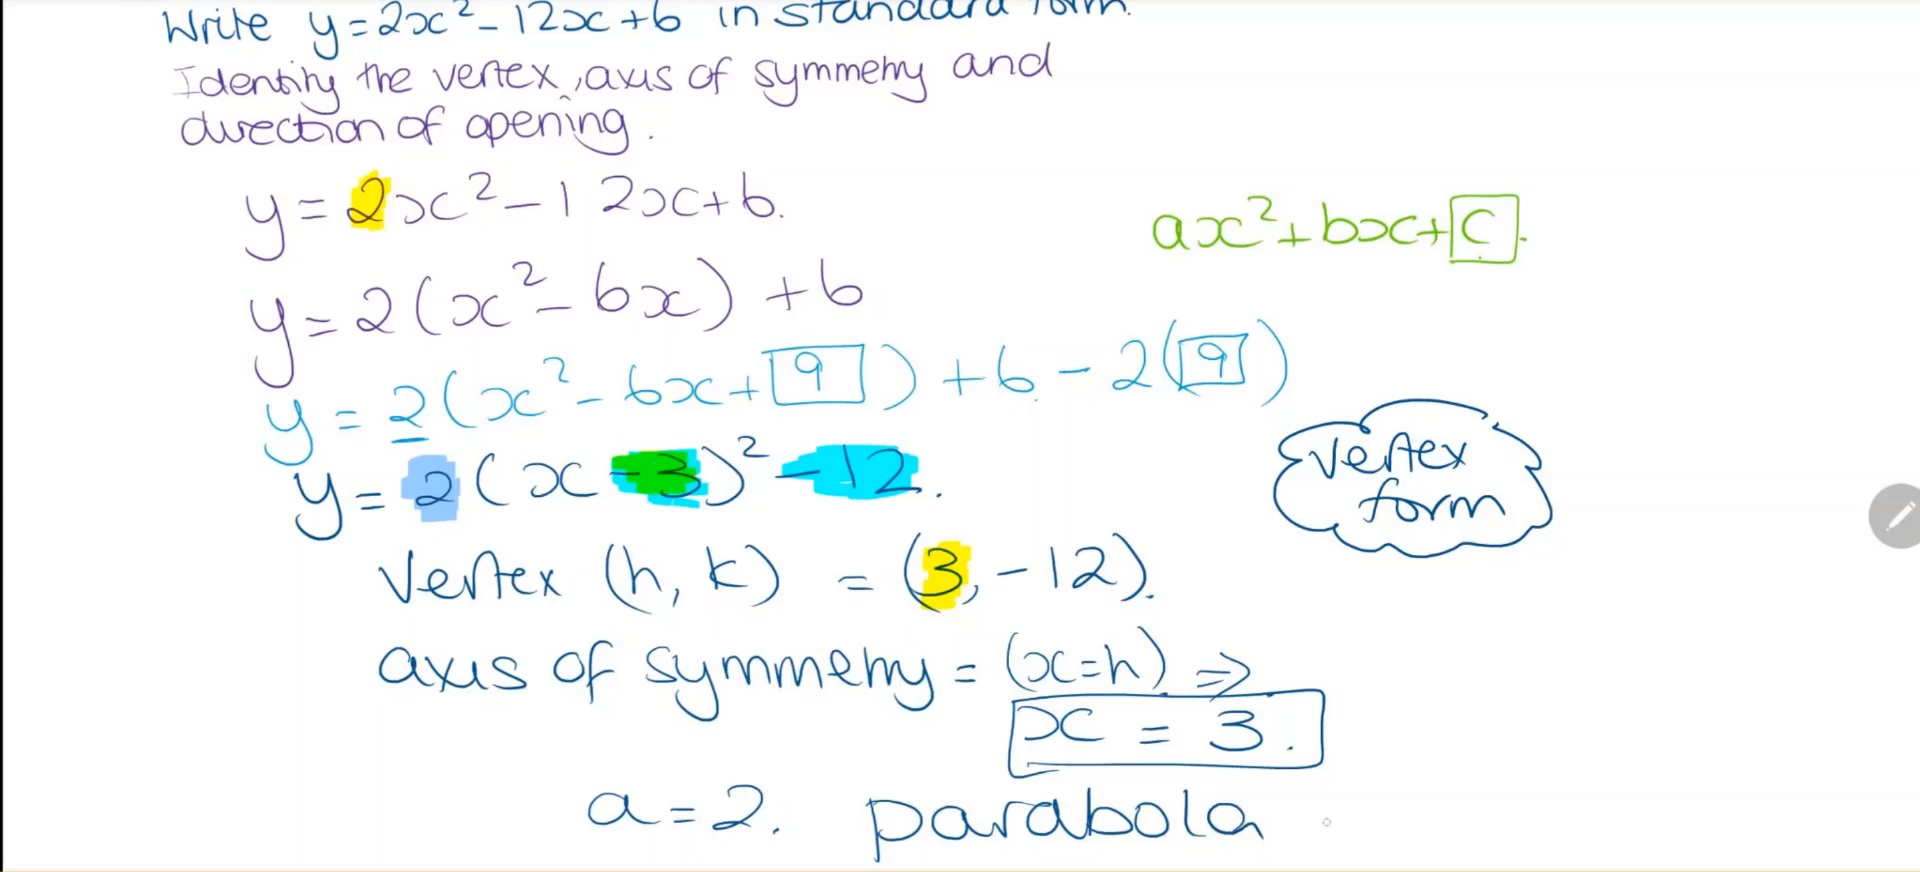 Write y=2x²-12x+6 in standard form.
Identify the vertex, axis of symmetry and
direction of opening.
y=2x²-12x+6.
ax²+bx+c.
y=2(x²-6x)+6
y=2(x²-6x+9)+6-2(9)
y=2(x-3)²-12.
vertex
form
vertex (h, k) = (3, -12).
axis of symmetry = (x=h) ⇒
x = 3.
a=2. parabola